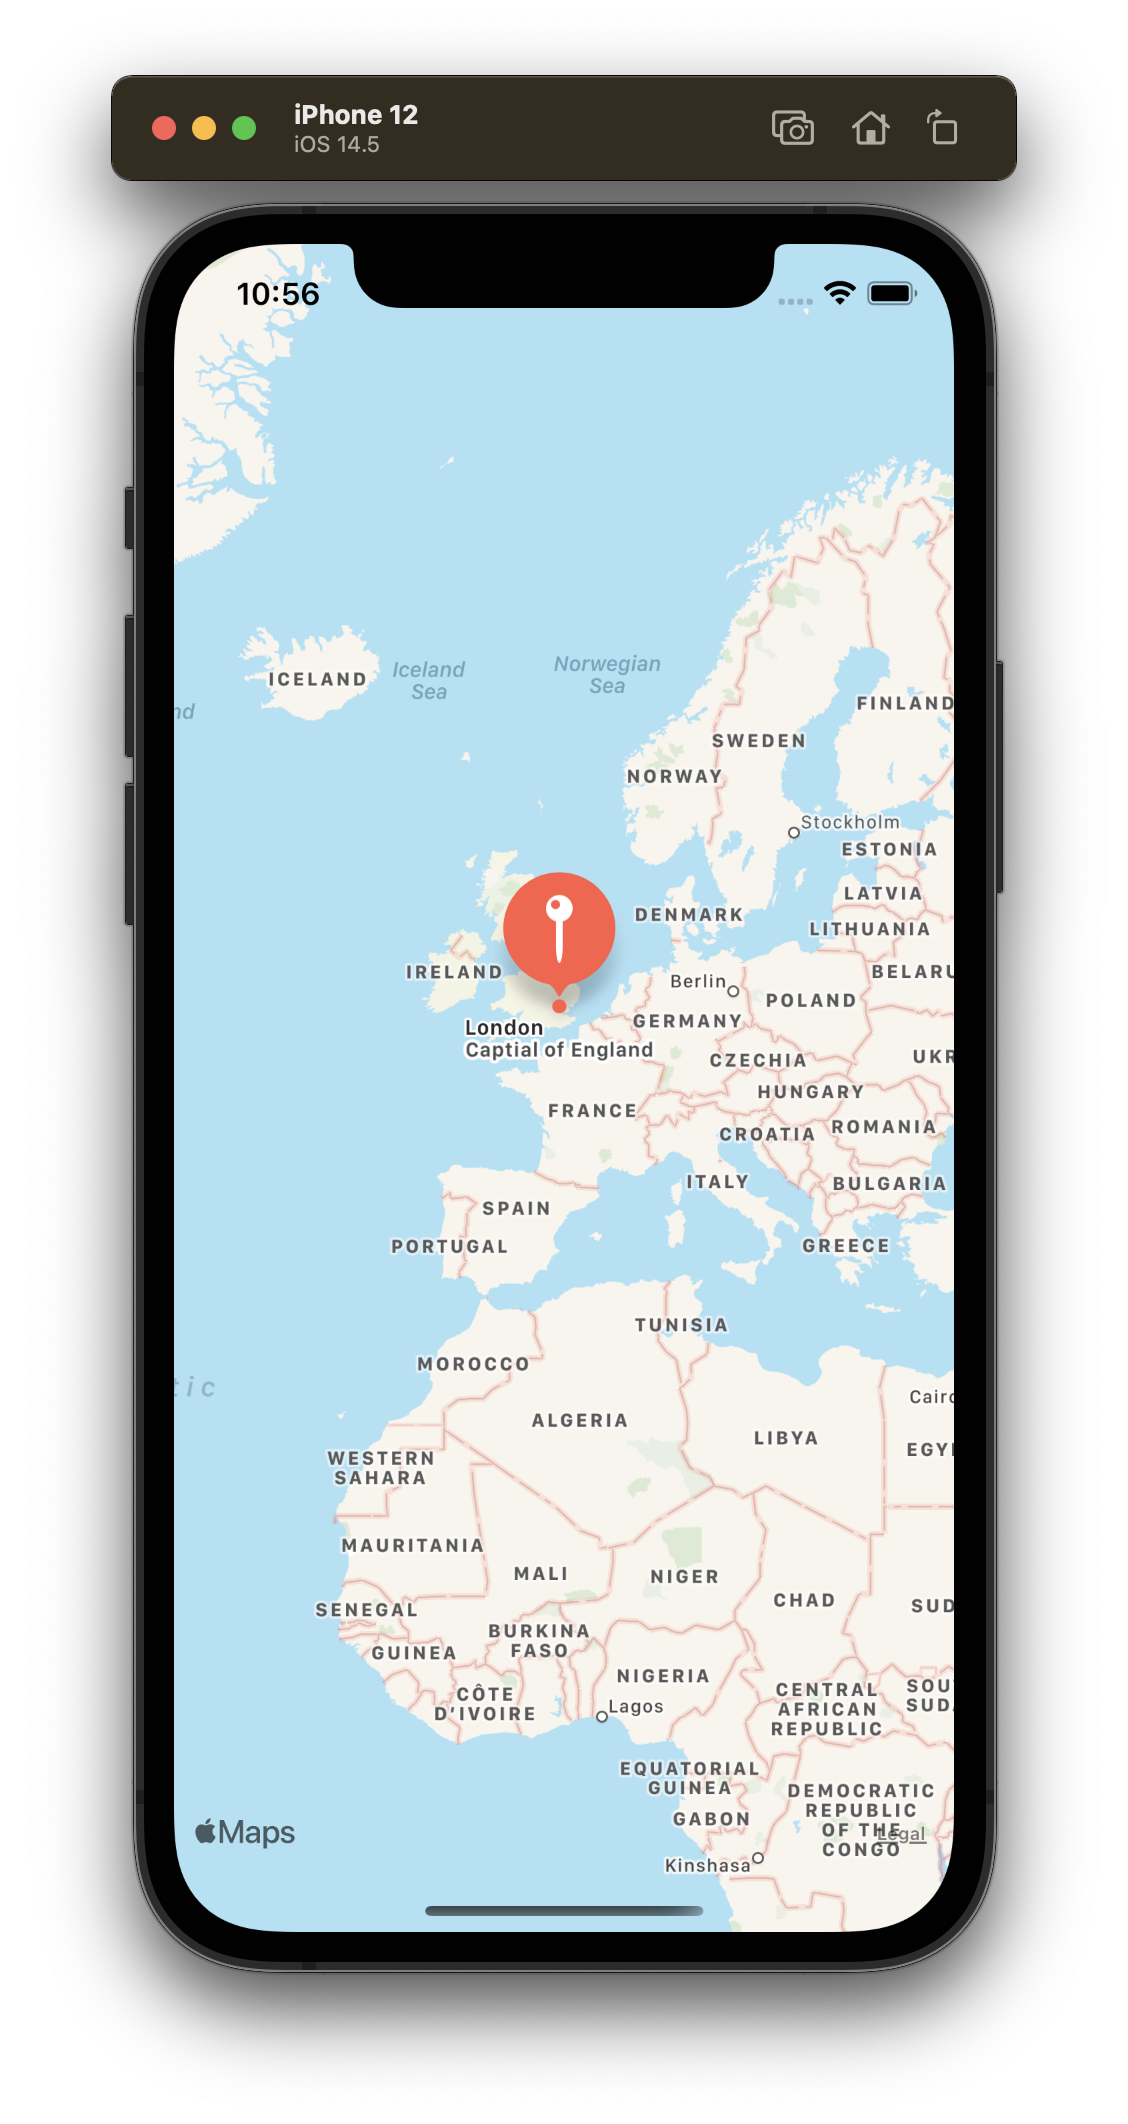 iPhone 12
iOS 14.5
10:56
ICELAND
Iceland
Sea
Norwegian
Sea
nd
FINLAND
SWEDEN
NORWAY
Stockholm
ESTONIA
LATVIA
DENMARK
LITHUANIA
IRELAND
BELARU
Berlin
POLAND
GERMANY
London
Captial of England
CZECHIA
UKR
HUNGARY
FRANCE
CROATIA
ROMANIA
ITALY
BULGARIA
SPAIN
PORTUGAL
GREECE
TUNISIA
MOROCCO
tic
Cairo
ALGERIA
LIBYA
EGY
WESTERN
SAHARA
MAURITANIA
MALI
NIGER
CHAD
SENEGAL
SUD
BURKINA
FASO
GUINEA
NIGERIA
CÔTE
D'IVOIRE
Lagos
CENTRAL
AFRICAN
REPUBLIC
SOU
SUD
EQUATORIAL
GUINEA
DEMOCRATIC
REPUBLIC
OF THE
CONGO
GABON
Maps
Legal
Kinshasa